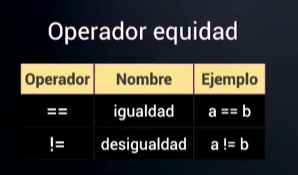 Operador equidad
Operador Nombre Ejemplo
== igualdad a == b
!= desigualdad a != b